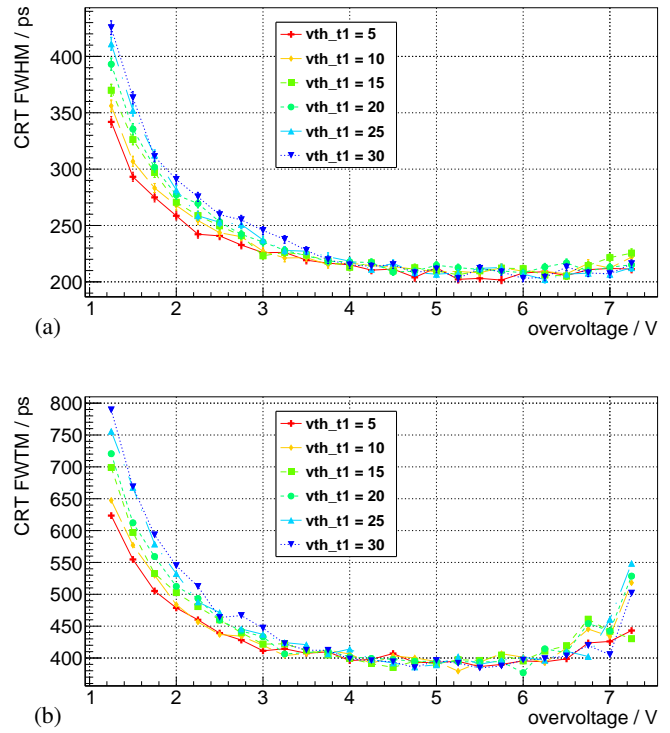 CRT FWHM / ps
400
350
300
250
200
vth_t1 = 5
vth_t1 = 10
vth_t1 = 15
vth_t1 = 20
vth_t1 = 25
vth_t1 = 30
1 2 3 4 5 6 7
overvoltage / V
(a)
CRT FWTM / ps
800
750
700
650
600
550
500
450
400
vth_t1 = 5
vth_t1 = 10
vth_t1 = 15
vth_t1 = 20
vth_t1 = 25
vth_t1 = 30
1 2 3 4 5 6 7
overvoltage / V
(b)